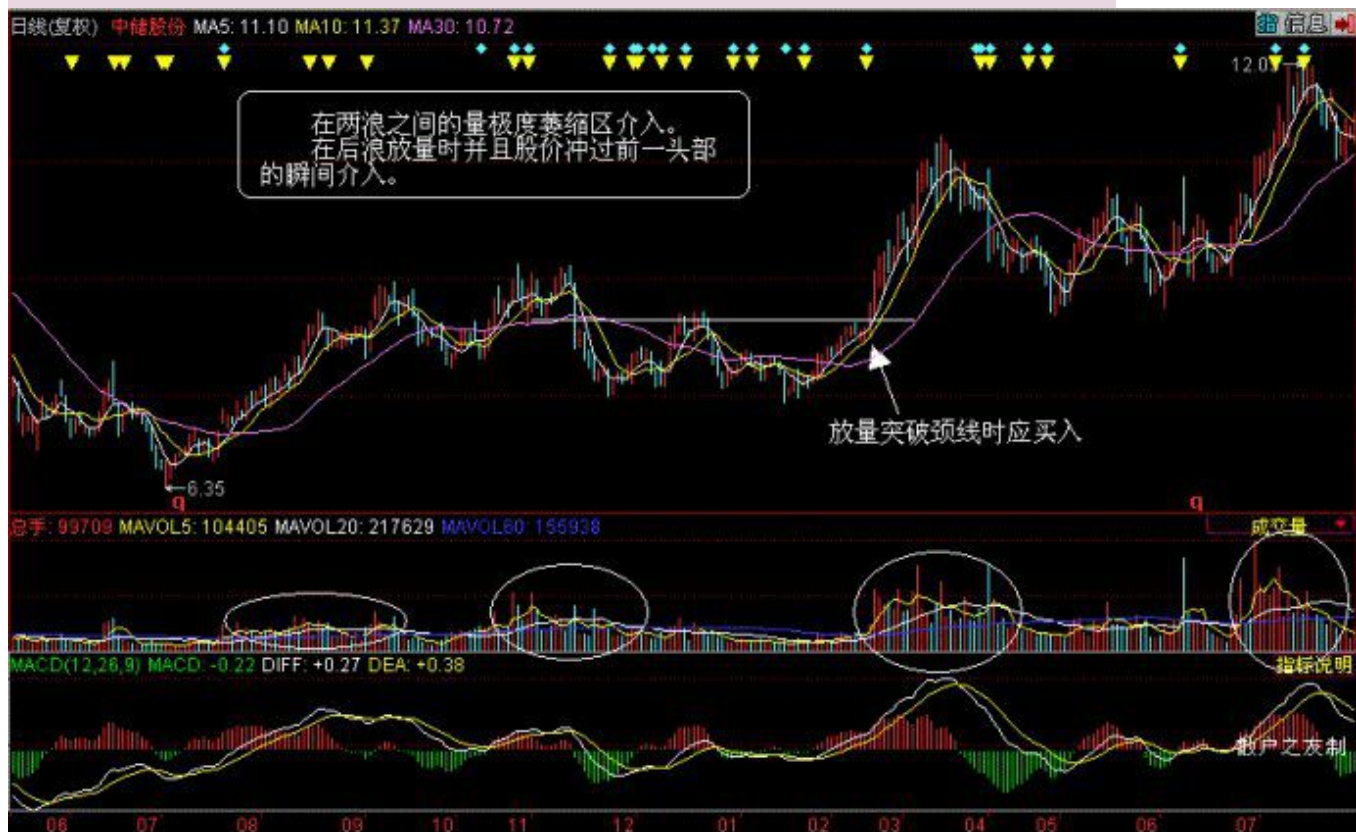 日线(复权) 中储股份 MA5: 11.10 MA10: 11.37 MA30: 10.72
信息
12.03
在两浪之间的量极度萎缩区介入。
在后浪放量时并且股价冲过前一头部
的瞬间介入。
放量突破颈线时应买入
6.35
q
q
总手: 99709 MAVOL5: 104405 MAVOL20: 217629 MAVOL60: 155938
成交量
MACD(12,26,9) MACD: -0.22 DIFF: +0.27 DEA: +0.38
指标说明
散户之友制
06 07 08 09 10 11 12 01 02 03 04 05 06 07